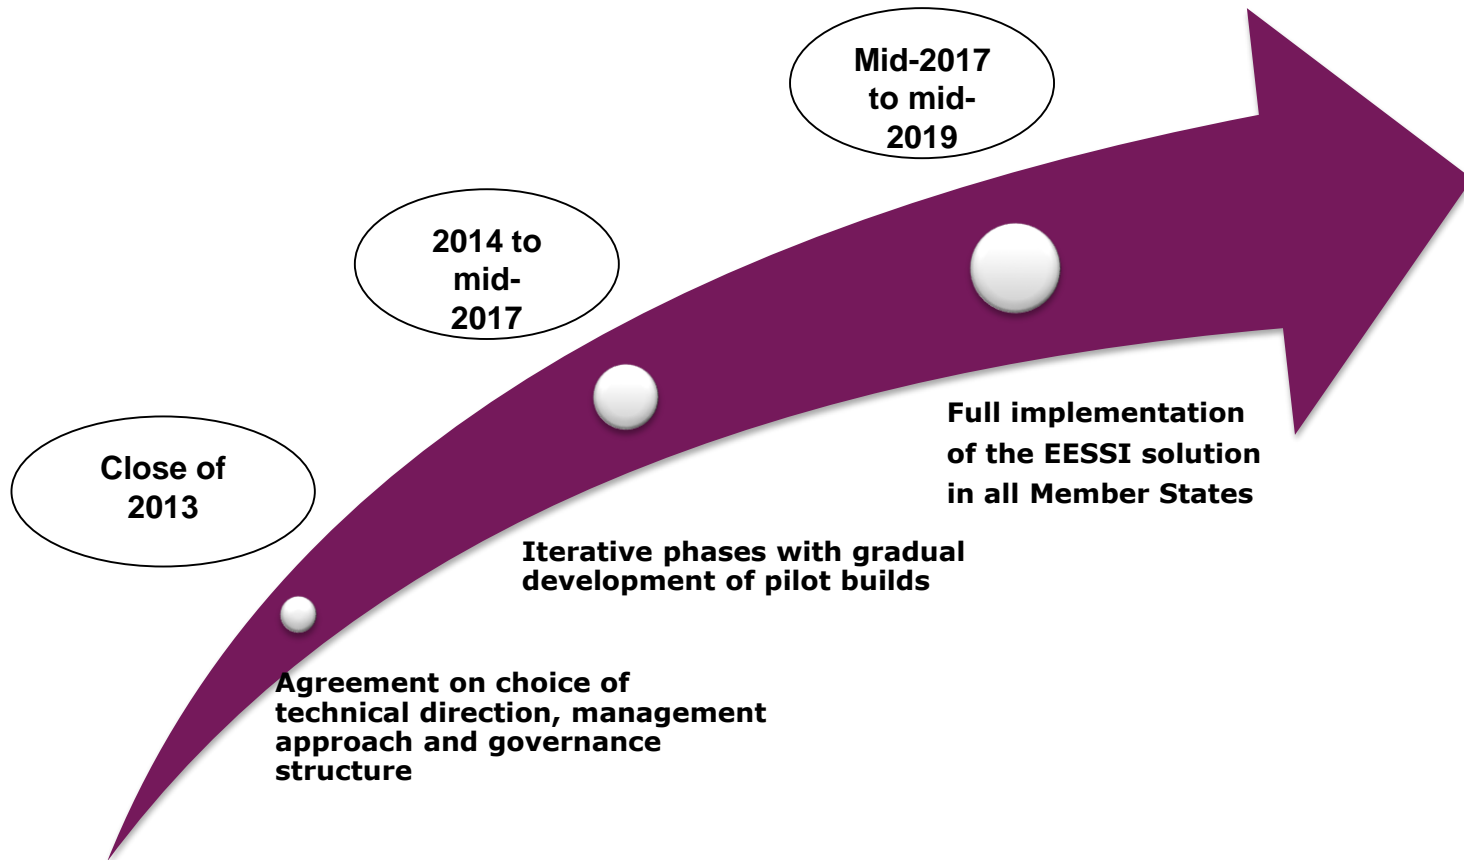 Mid-2017
to mid-
2019
2014 to
mid-
2017
Close of
2013
Full implementation
of the EESSI solution
in all Member States
Iterative phases with gradual
development of pilot builds
Agreement on choice of
technical direction, management
approach and governance
structure